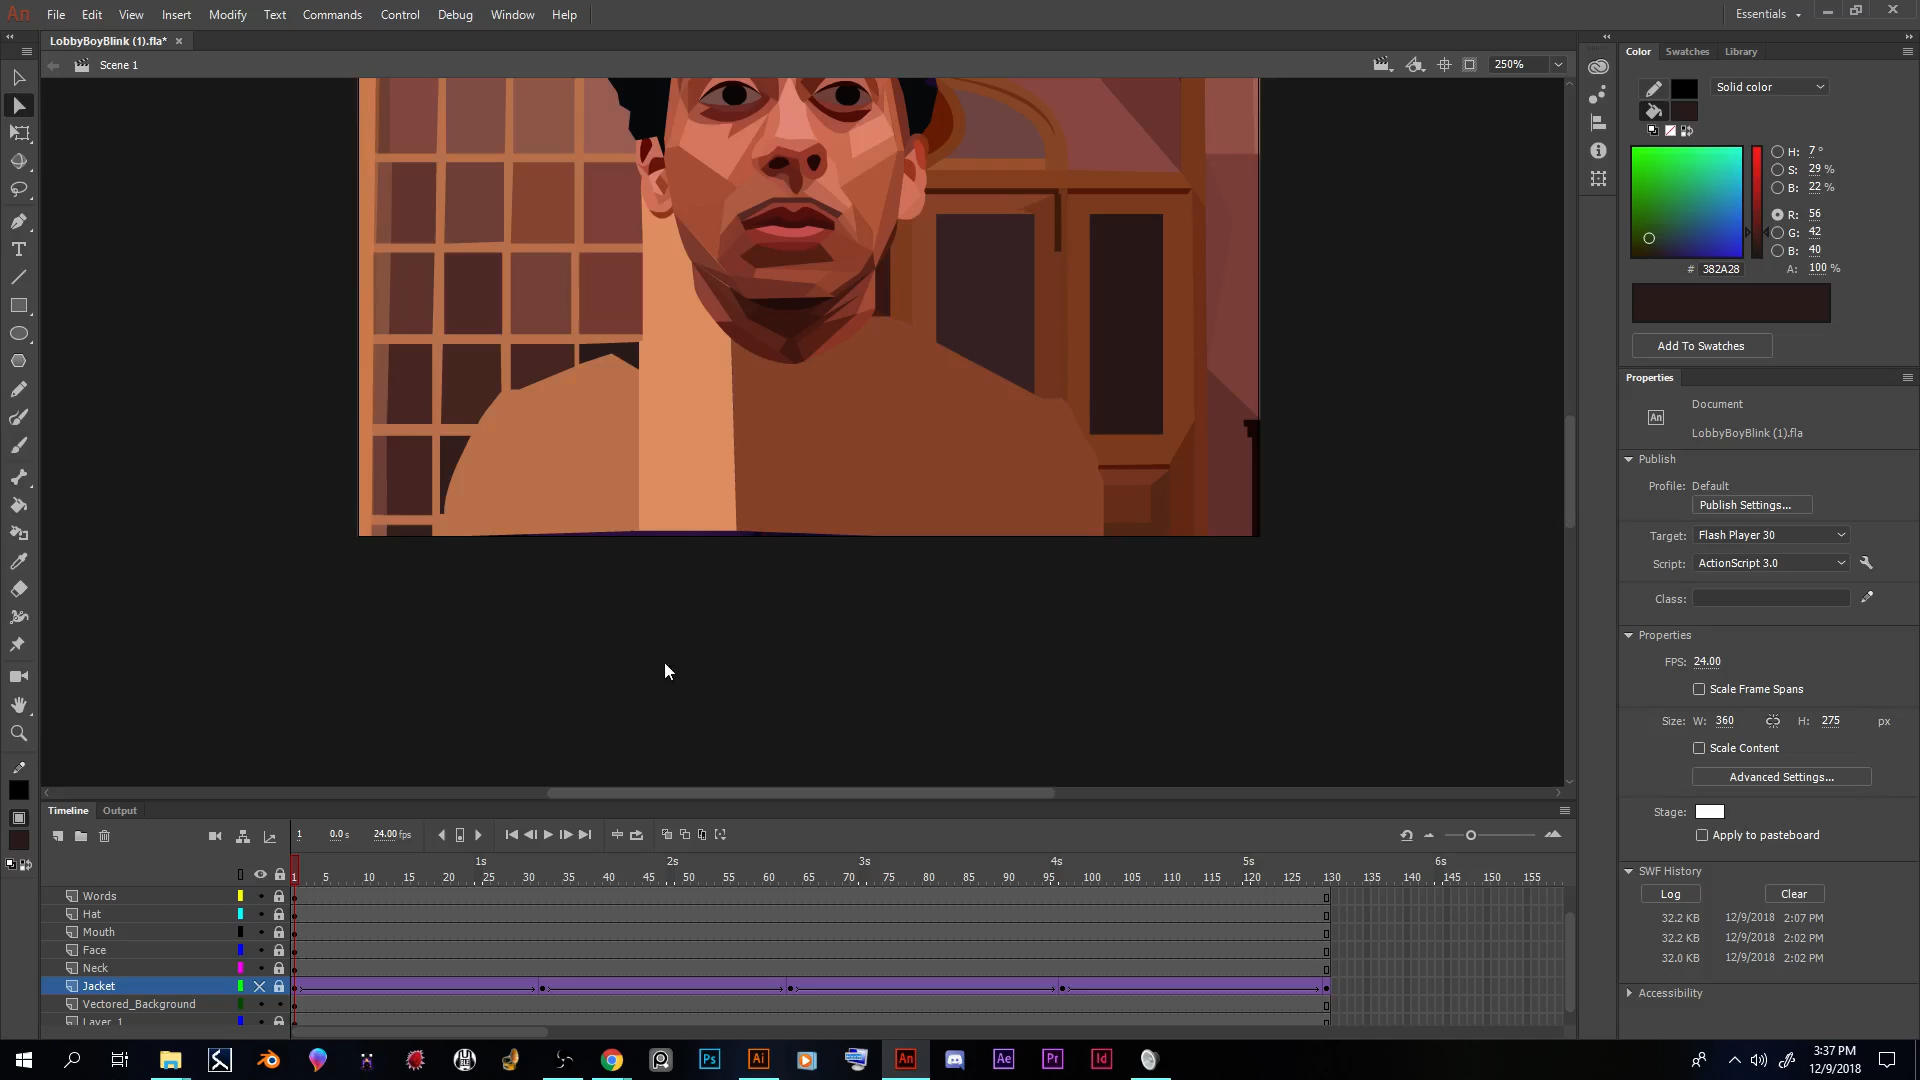 An File Edit View Insert Modify Text Commands Control Debug Window Help Essentials
LobbyBoyBlink (1).fla* ×
Scene 1 250%
Color Swatches Library
Solid color
H: 7 °
S: 29 %
B: 22 %
R: 56
G: 42
B: 40
# 382A28 A: 100 %
Add To Swatches
Properties
Document
An
LobbyBoyBlink (1).fla
Publish
Profile: Default
Publish Settings...
Target: Flash Player 30
Script: ActionScript 3.0
Class:
Properties
FPS: 24.00
Scale Frame Spans
Size: W: 360 H: 275 px
Scale Content
Advanced Settings...
Stage:
Apply to pasteboard
SWF History
Log Clear
32.2 KB 12/9/2018 2:07 PM
32.2 KB 12/9/2018 2:02 PM
32.0 KB 12/9/2018 2:02 PM
Accessibility
Timeline Output
1 0.0 s 24.00 fps
1s 2s 3s 4s 5s 6s
1 5 10 15 20 25 30 35 40 45 50 55 60 65 70 75 80 85 90 95 100 105 110 115 120 125 130 135 140 145 150 155
Words
Hat
Mouth
Face
Neck
Jacket
Vectored_Background
Layer_1
Ps Ai An Ae Pr Id
3:37 PM
12/9/2018